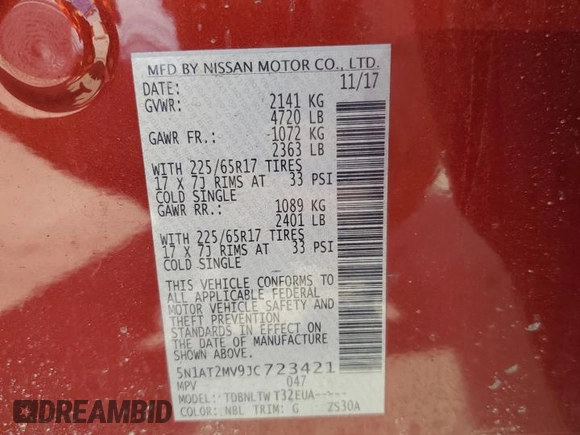 MFD BY NISSAN MOTOR CO., LTD.
DATE: 11/17
GVWR: 2141 KG
4720 LB
GAWR FR.: 1072 KG
2363 LB
WITH 225/65R17 TIRES
17 X 7J RIMS AT 33 PSI
COLD SINGLE
GAWR RR.: 1089 KG
2401 LB
WITH 225/65R17 TIRES
17 X 7J RIMS AT 33 PSI
COLD SINGLE
THIS VEHICLE CONFORMS TO
ALL APPLICABLE FEDERAL
MOTOR VEHICLE SAFETY AND
THEFT PREVENTION
STANDARDS IN EFFECT ON
THE DATE OF MANUFACTURE
SHOWN ABOVE.
5N1AT2MV9JC723421
MPV 047
MODEL: TDBNLTW T32EUA-----
COLOR: NBL TRIM: G 2S30A
© BIDCARS